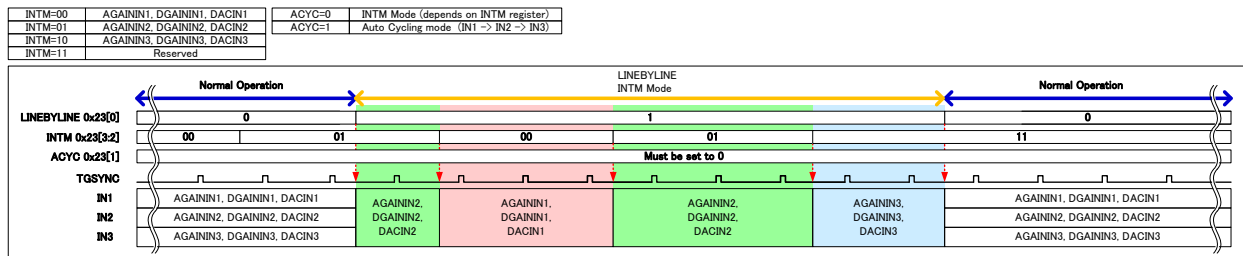 INTM=00 AGAININ1, DGAININ1, DACIN1 ACYC=0 INTM Mode (depends on INTM register)
INTM=01 AGAININ2, DGAININ2, DACIN2 ACYC=1 Auto Cycling mode (IN1 -> IN2 -> IN3)
INTM=10 AGAININ3, DGAININ3, DACIN3
INTM=11 Reserved
LINEBYLINE
Normal Operation INTM Mode Normal Operation
LINEBYLINE 0x23[0] 0 1 0
INTM 0x23[3:2] 00 01 00 01 11
ACYC 0x23[1] Must be set to 0
TGSYNC
IN1 AGAININ1, DGAININ1, DACIN1 AGAININ2, AGAININ1, AGAININ2, AGAININ3, AGAININ1, DGAININ1, DACIN1
IN2 AGAININ2, DGAININ2, DACIN2 DGAININ2, DGAININ1, DGAININ2, DGAININ3, AGAININ2, DGAININ2, DACIN2
IN3 AGAININ3, DGAININ3, DACIN3 DACIN2 DACIN1 DACIN2 DACIN3 AGAININ3, DGAININ3, DACIN3